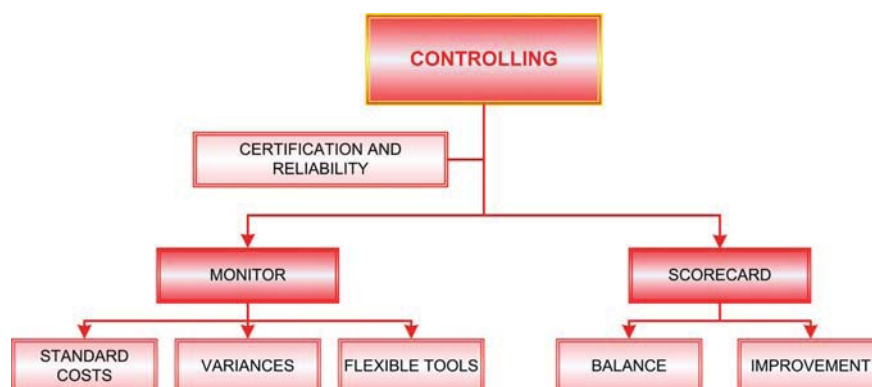 CONTROLLING
CERTIFICATION AND
RELIABILITY
MONITOR
SCORECARD
STANDARD
COSTS
VARIANCES
FLEXIBLE TOOLS
BALANCE
IMPROVEMENT